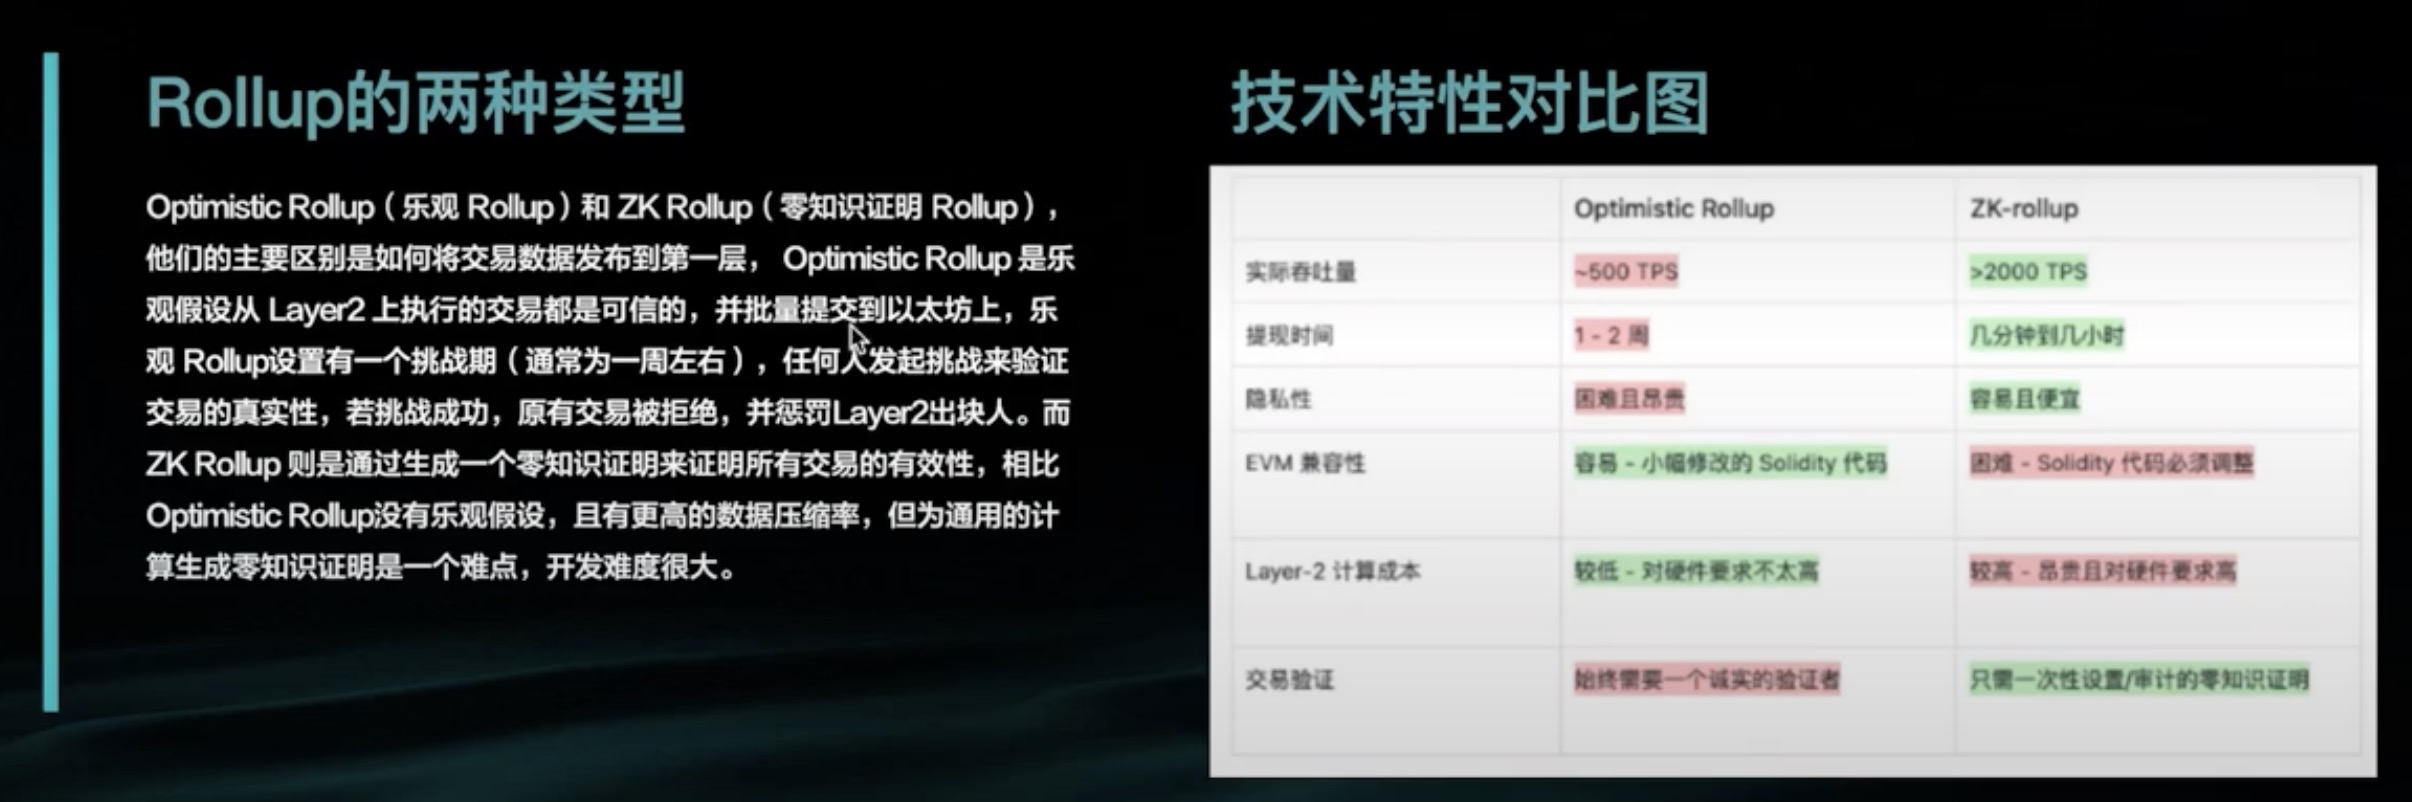 Rollup的两种类型
Optimistic Rollup（乐观 Rollup）和 ZK Rollup（零知识证明 Rollup），
他们的主要区别是如何将交易数据发布到第一层， Optimistic Rollup 是乐
观假设从 Layer2 上执行的交易都是可信的，并批量提交到以太坊上，乐
观 Rollup设置有一个挑战期（通常为一周左右），任何人发起挑战来验证
交易的真实性，若挑战成功，原有交易被拒绝，并惩罚Layer2出块人。而
ZK Rollup 则是通过生成一个零知识证明来证明所有交易的有效性，相比
Optimistic Rollup没有乐观假设，且有更高的数据压缩率，但为通用的计
算生成零知识证明是一个难点，开发难度很大。
技术特性对比图
Optimistic Rollup ZK-rollup
实际吞吐量 ~500 TPS >2000 TPS
提现时间 1 - 2 周 几分钟到几小时
隐私性 困难且昂贵 容易且便宜
EVM 兼容性 容易 - 小幅修改的 Solidity 代码 困难 - Solidity 代码必须调整
Layer-2 计算成本 较低 - 对硬件要求不太高 较高 - 昂贵且对硬件要求高
交易验证 始终需要一个诚实的验证者 只需一次性设置/审计的零知识证明